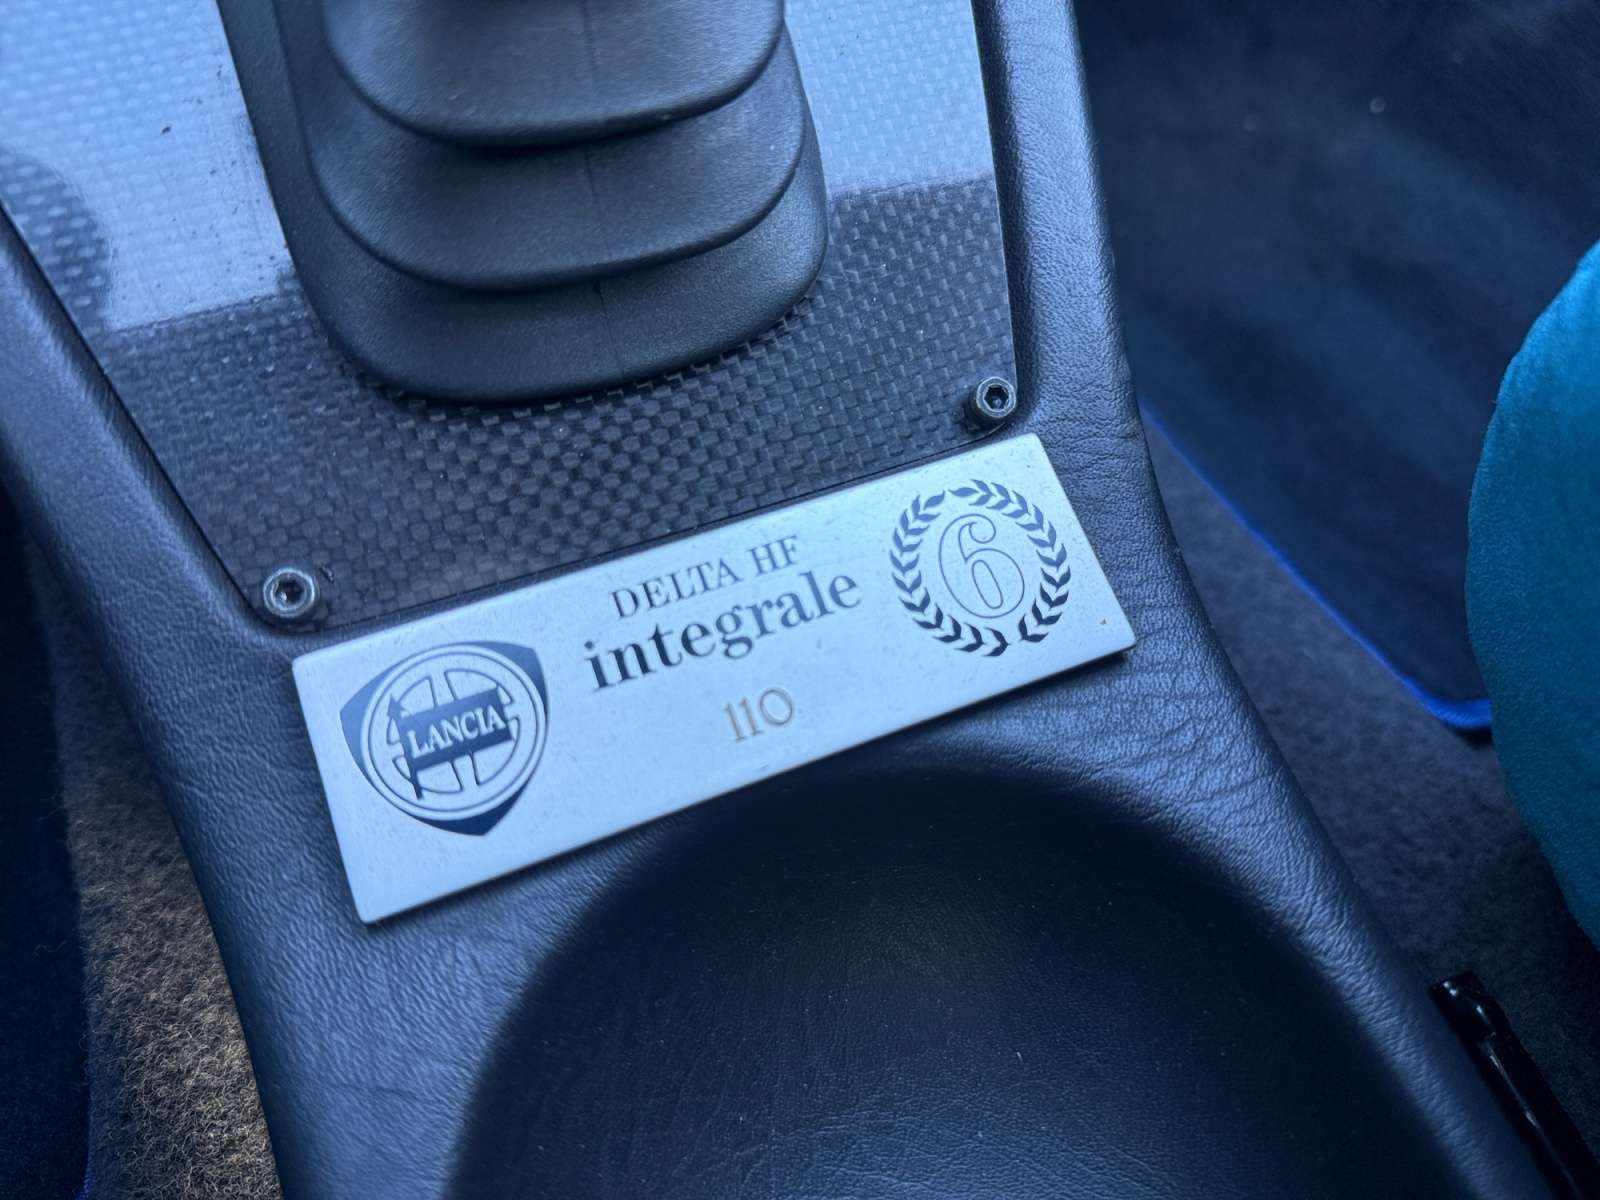 LANCIA
DELTA HF
integrale
110
6